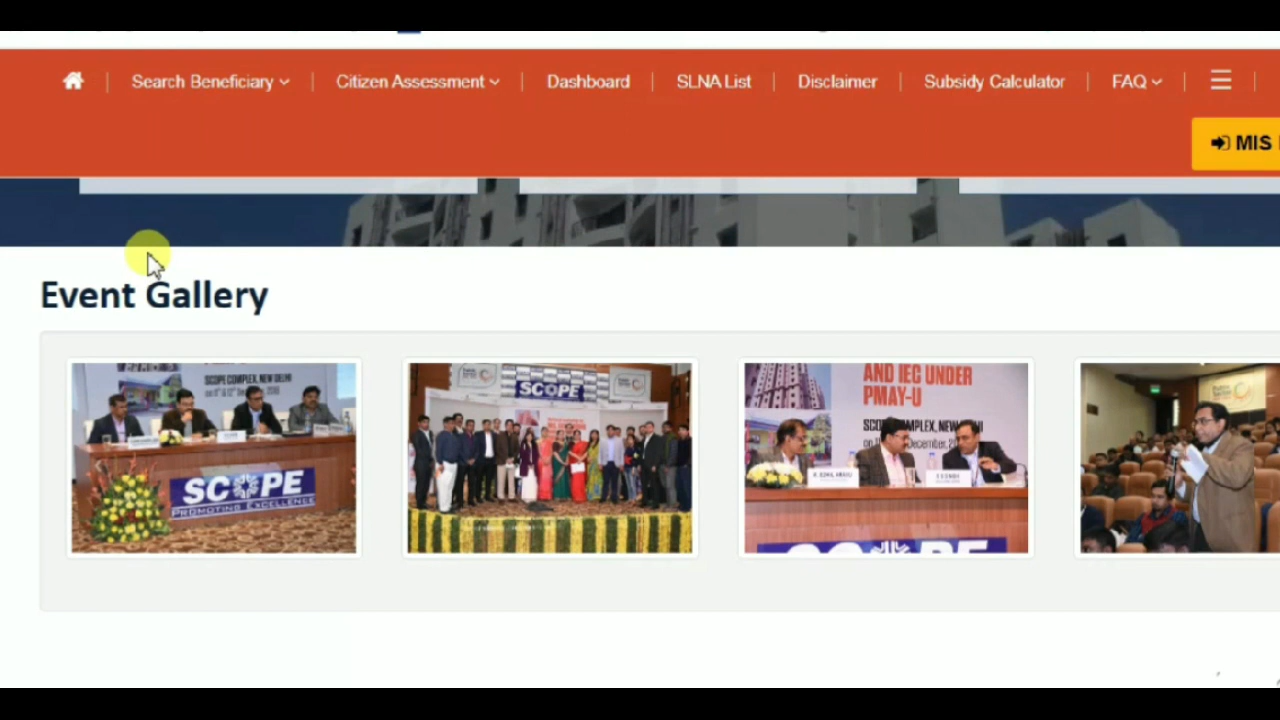 Search Beneficiary
Citizen Assessment
Dashboard
SLNA List
Disclaimer
Subsidy Calculator
FAQ
MIS
Event Gallery
SCOPE COMPLEX, NEW DELHI
SCOPE
PROMOTING EXCELLENCE
SCOPE
AND IEC UNDER
PMAY-U